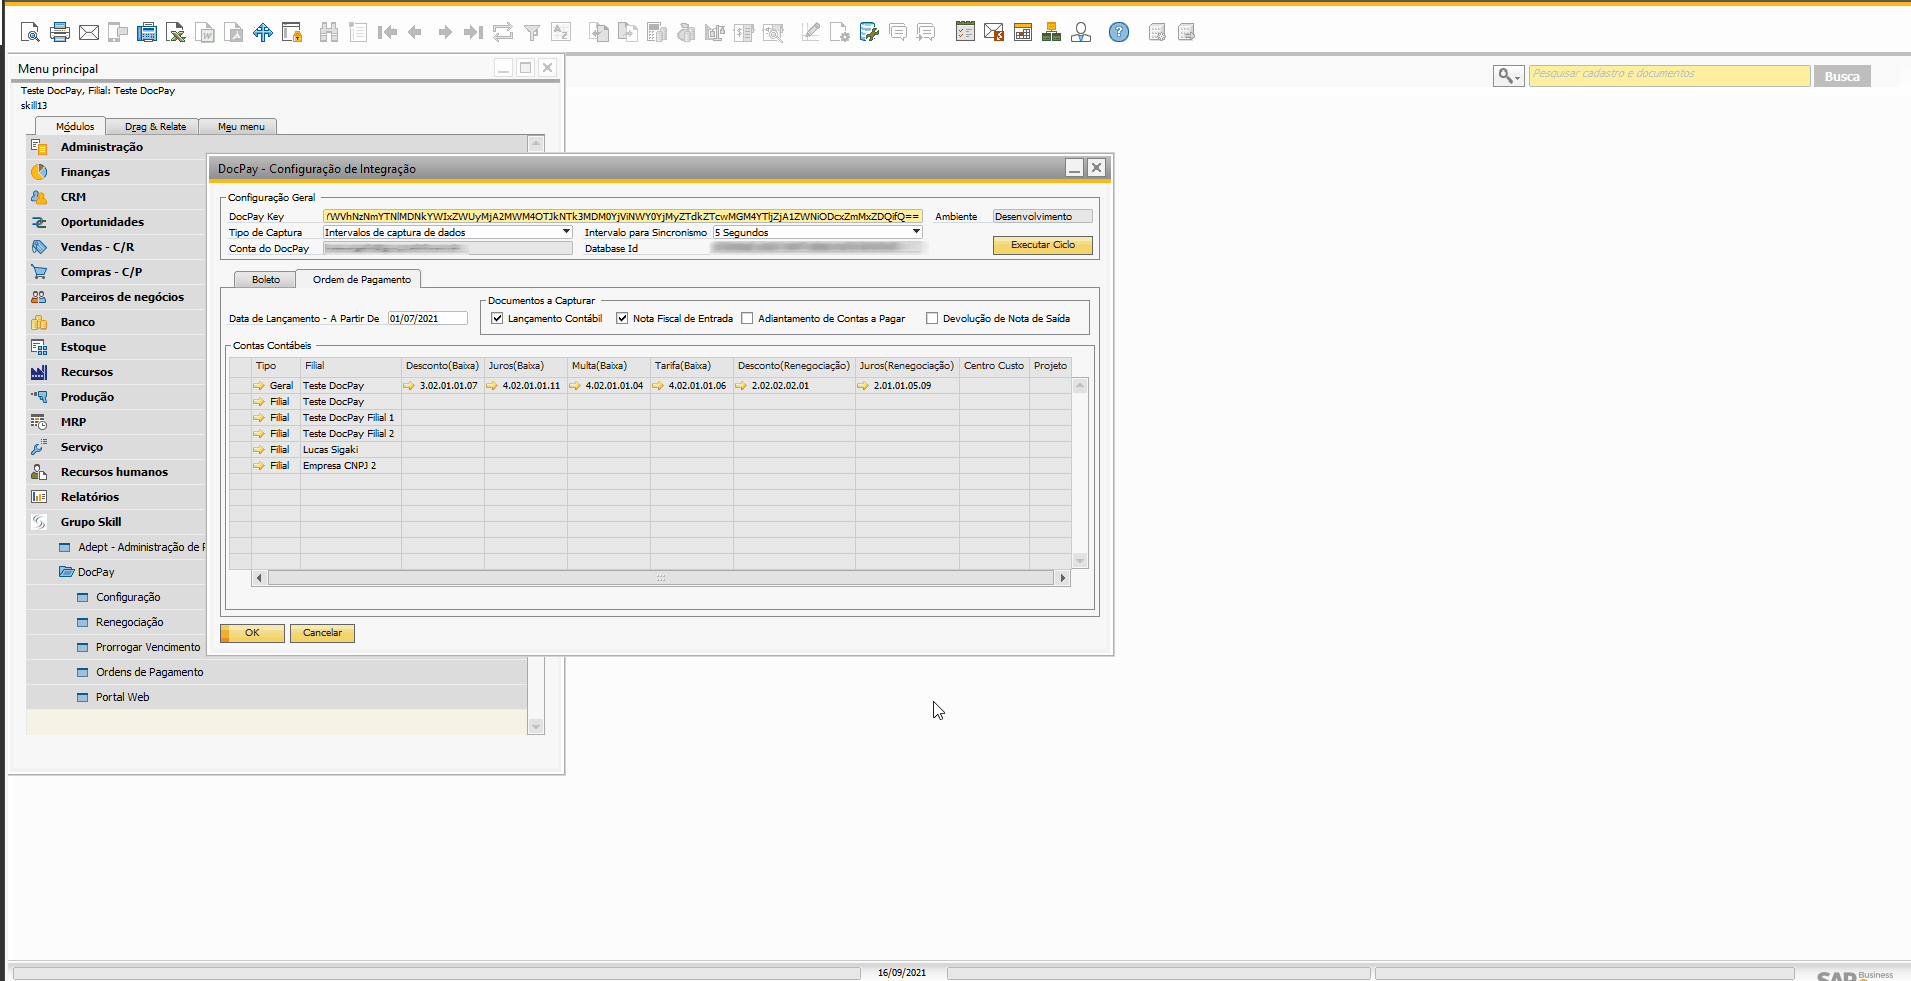 Menu principal
Teste DocPay, Filial: Teste DocPay
skill13
Módulos Drag & Relate Meu menu
Administração
Finanças
CRM
Oportunidades
Vendas - C/R
Compras - C/P
Parceiros de negócios
Banco
Estoque
Recursos
Produção
MRP
Serviço
Recursos humanos
Relatórios
Grupo Skill
Adept - Administração de
DocPay
Configuração
Renegociação
Prorrogar Vencimento
Ordens de Pagamento
Portal Web
Pesquisar cadastro e documentos
Busca
DocPay - Configuração de Integração
Configuração Geral
DocPay Key
Ambiente Desenvolvimento
Tipo de Captura Intervalos de captura de dados Intervalo para Sincronismo 5 Segundos
Conta do DocPay Database Id Executar Ciclo
Boleto Ordem de Pagamento
Documentos a Capturar
Data de Lançamento - A Partir De 01/07/2021 Lançamento Contábil Nota Fiscal de Entrada Adiantamento de Contas a Pagar Devolução de Nota de Saída
Contas Contábeis
Tipo Filial Desconto(Baixa) Juros(Baixa) Multa(Baixa) Tarifa(Baixa) Desconto(Renegociação) Juros(Renegociação) Centro Custo Projeto
Geral Teste DocPay 3.02.01.01.07 4.02.01.01.11 4.02.01.01.04 4.02.01.01.06 2.02.02.02.01 2.01.01.05.09
Filial Teste DocPay
Filial Teste DocPay Filial 1
Filial Teste DocPay Filial 2
Filial Lucas Sigaki
Filial Empresa CNPJ 2
OK Cancelar
16/09/2021
SAP Business